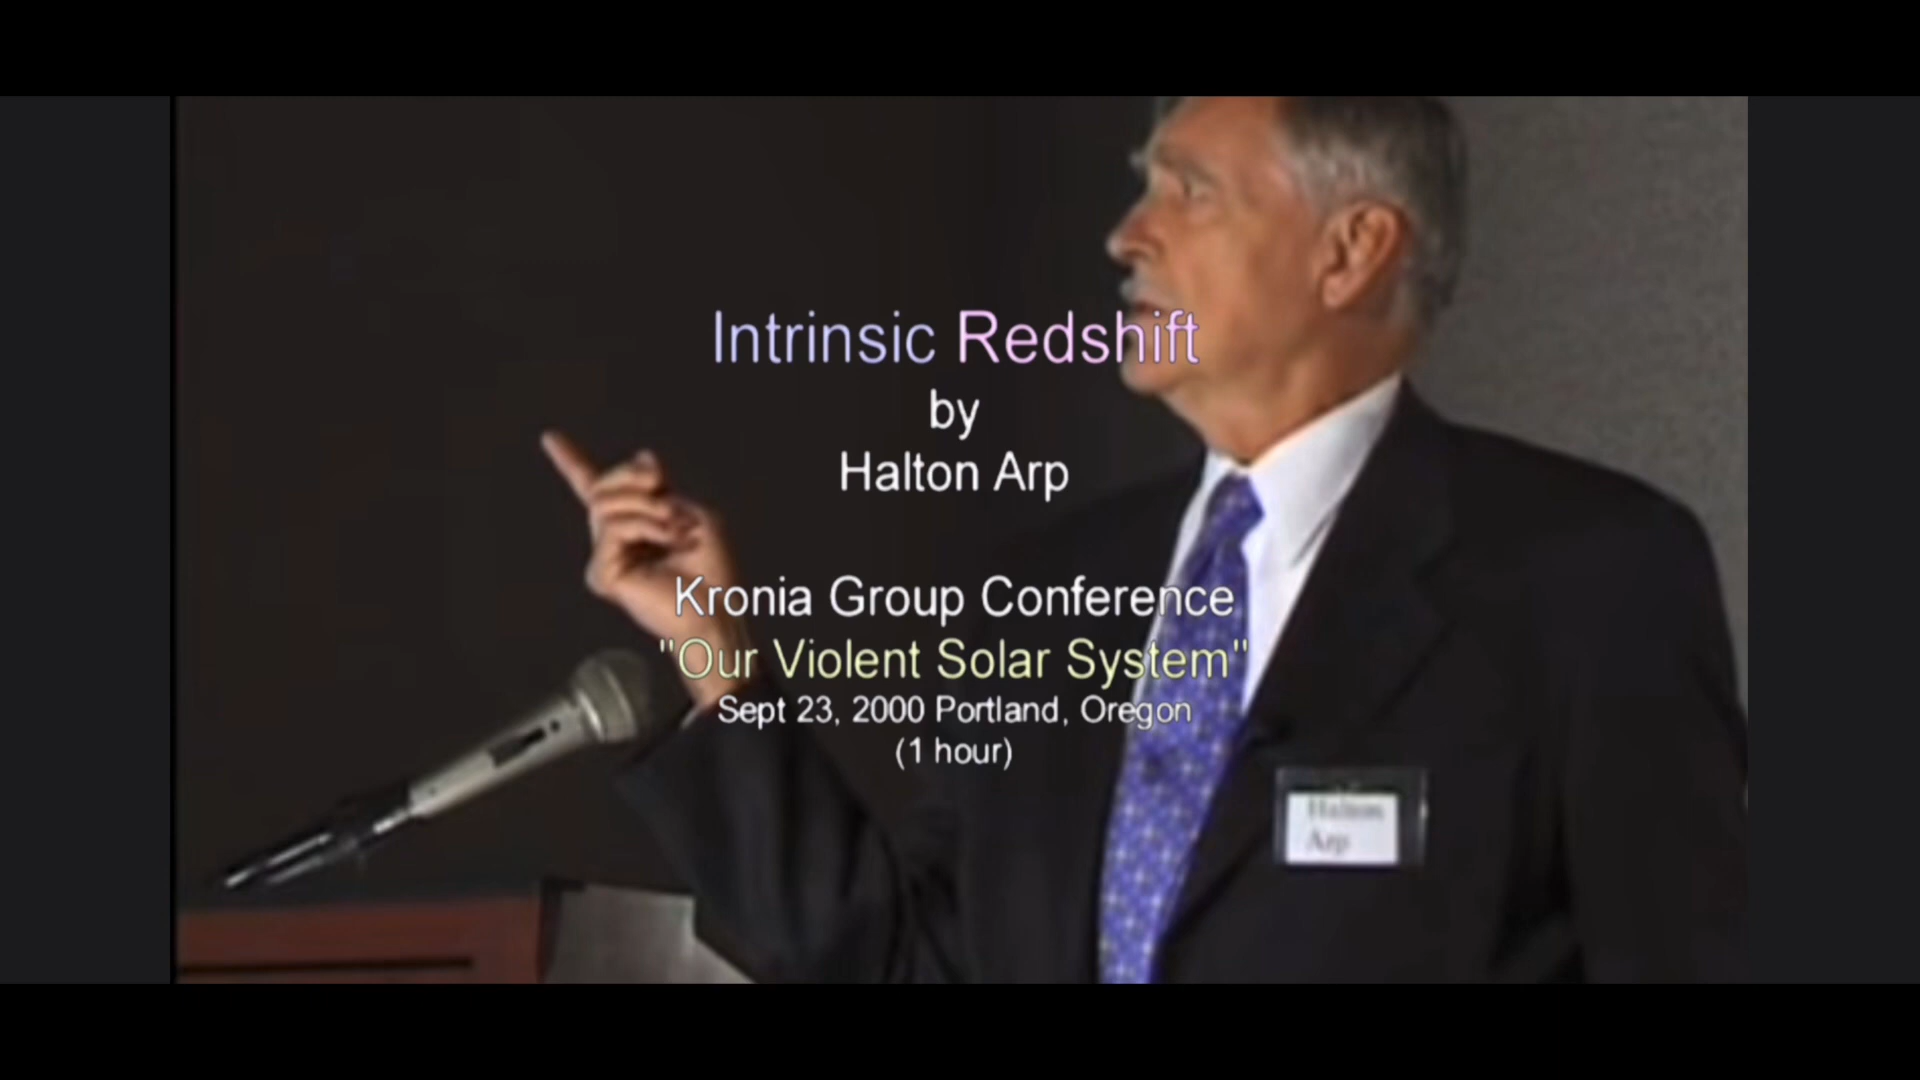 Intrinsic Redshift
by
Halton Arp
Kronia Group Conference
"Our Violent Solar System"
Sept 23, 2000 Portland, Oregon
(1 hour)
Halton
Arp